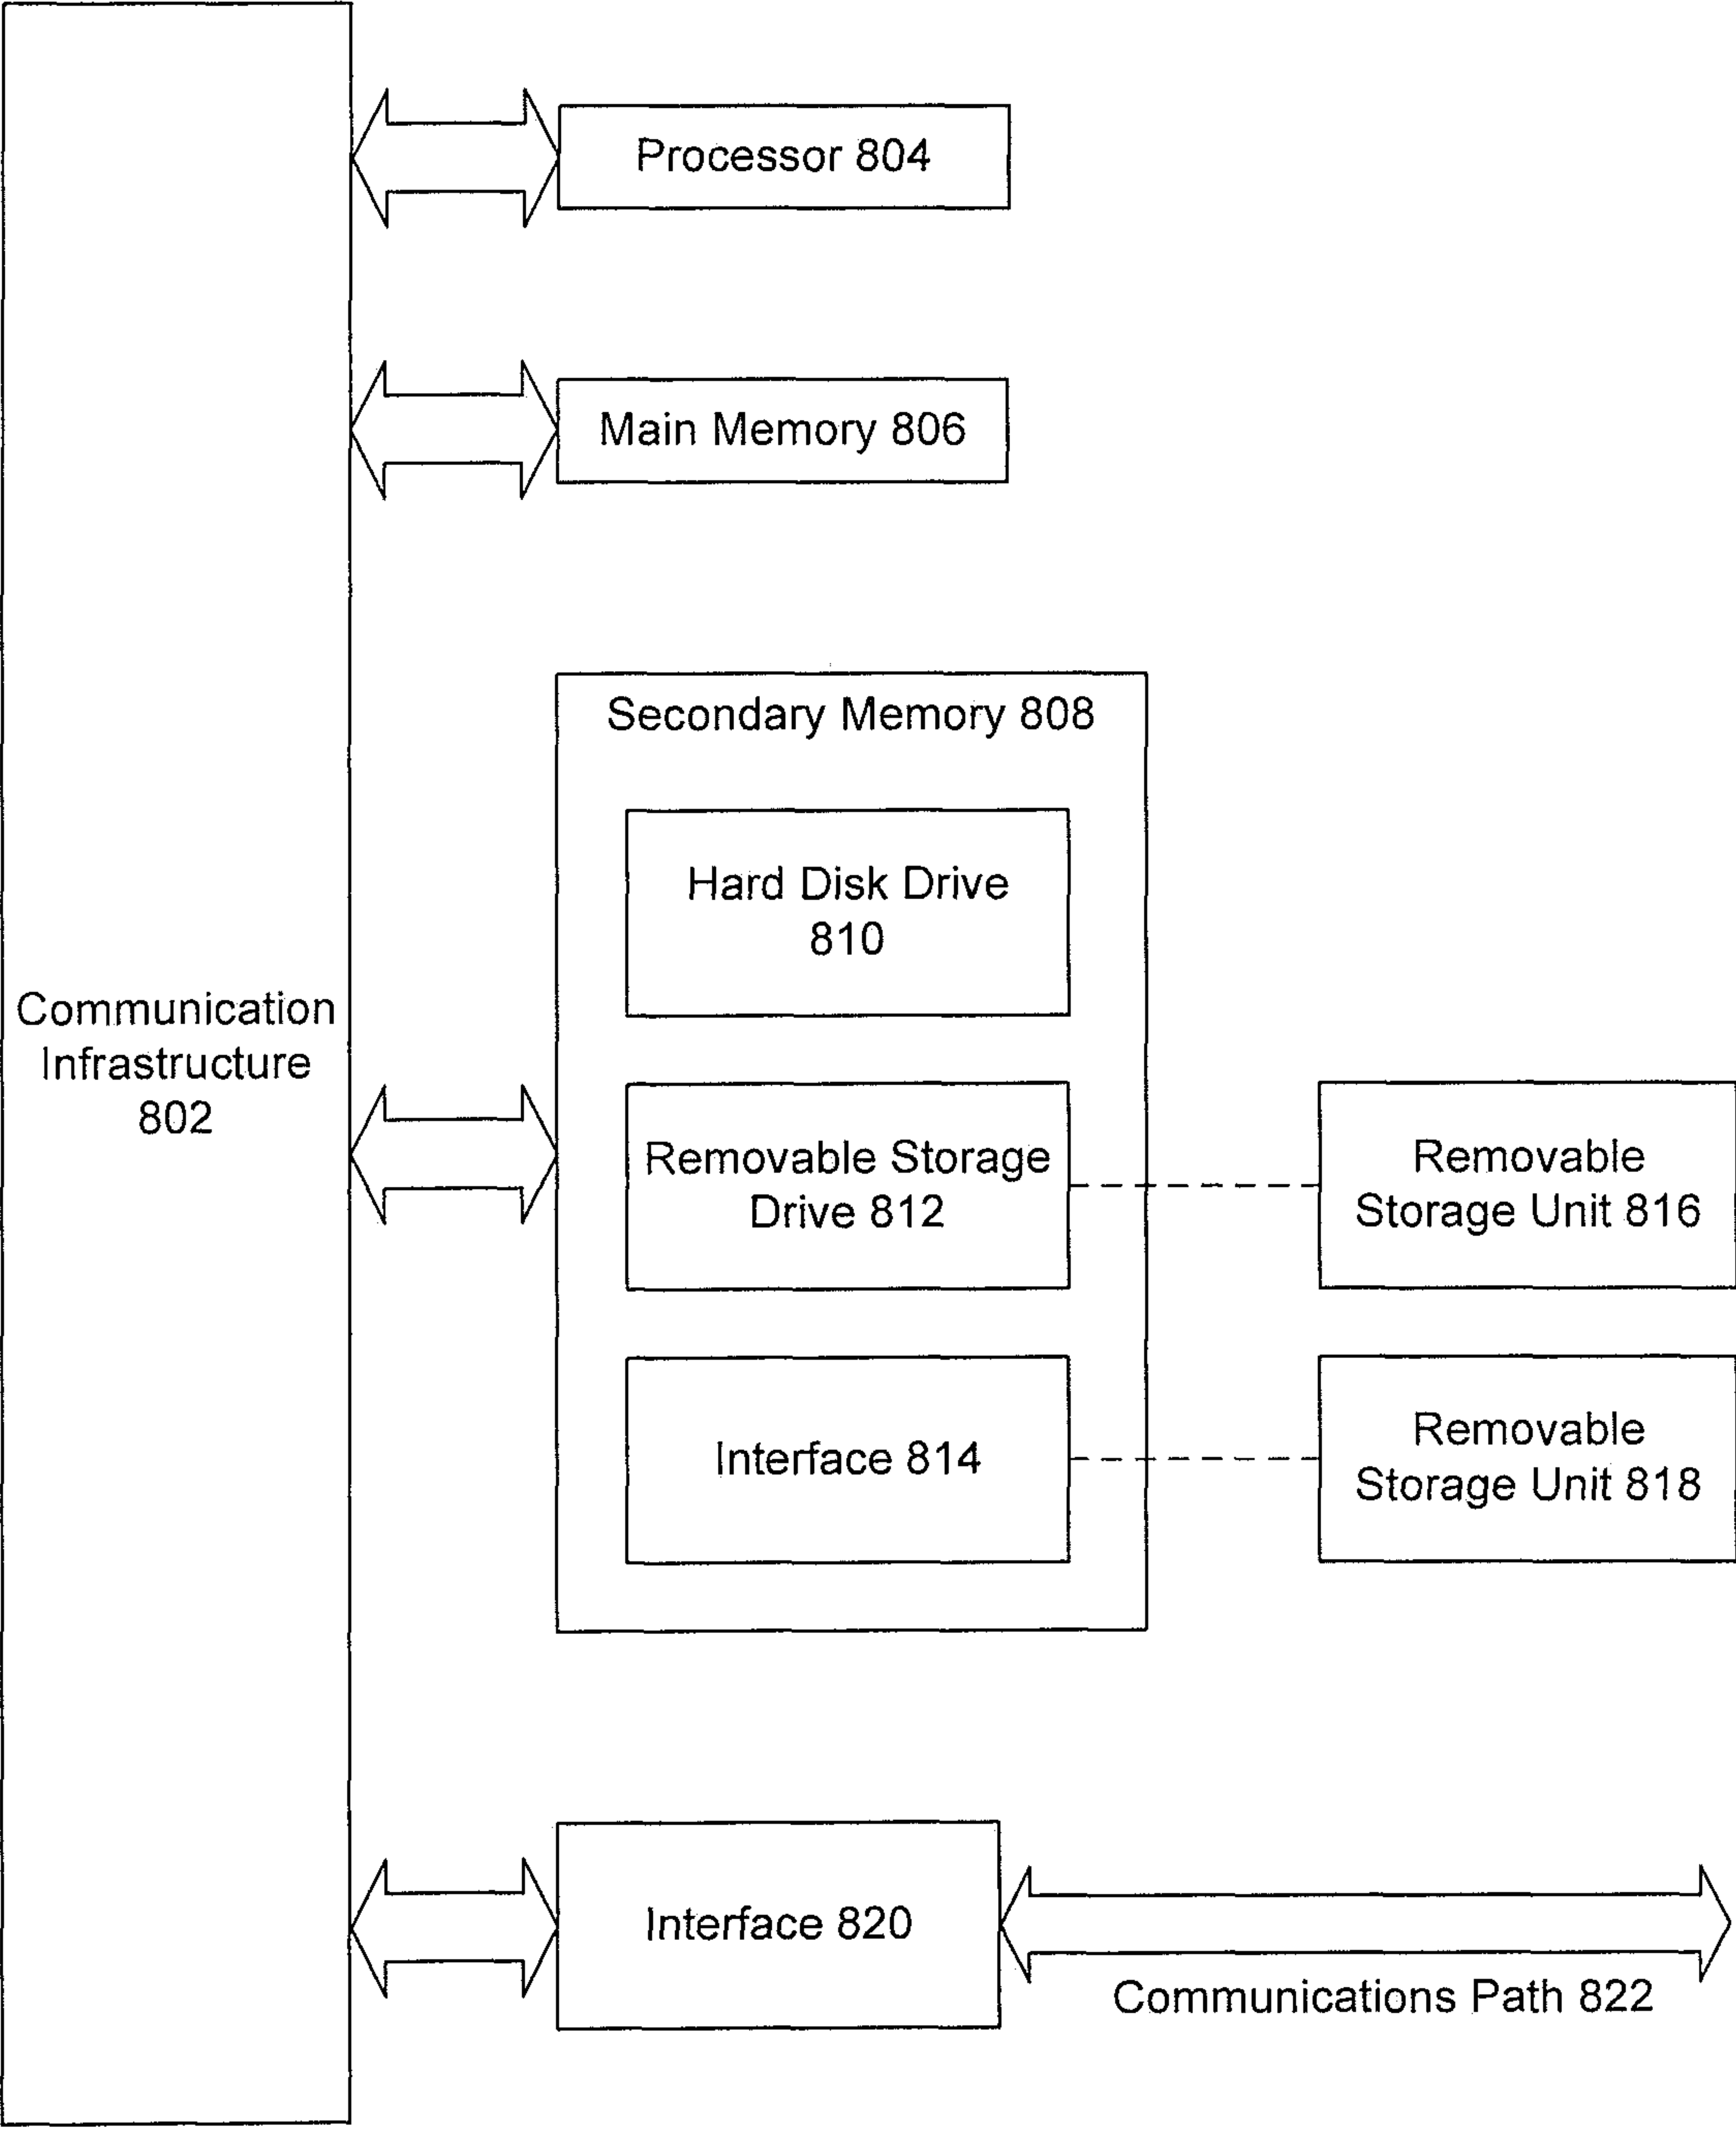 Processor 804
Main Memory 806
Secondary Memory 808
Hard Disk Drive
810
Communication
Infrastructure
802
Removable Storage
Drive 812
Removable
Storage Unit 816
Interface 814
Removable
Storage Unit 818
Interface 820
Communications Path 822